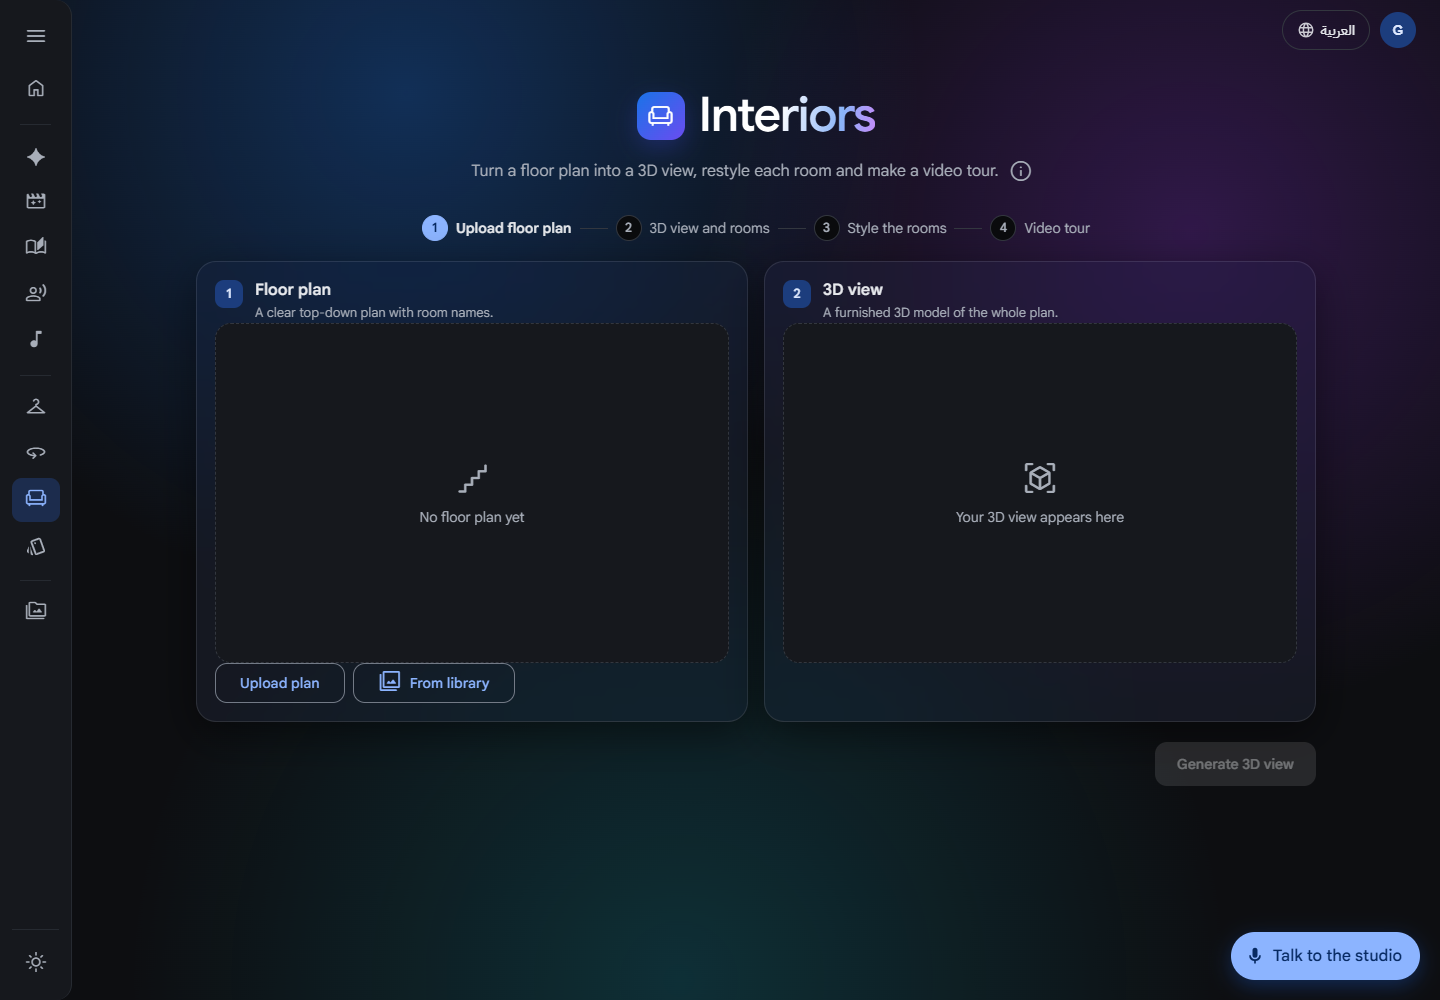 العربية
G
Interiors
Turn a floor plan into a 3D view, restyle each room and make a video tour.
1 Upload floor plan 2 3D view and rooms 3 Style the rooms 4 Video tour
1 Floor plan
A clear top-down plan with room names.
No floor plan yet
Upload plan From library
2 3D view
A furnished 3D model of the whole plan.
Your 3D view appears here
Generate 3D view
Talk to the studio